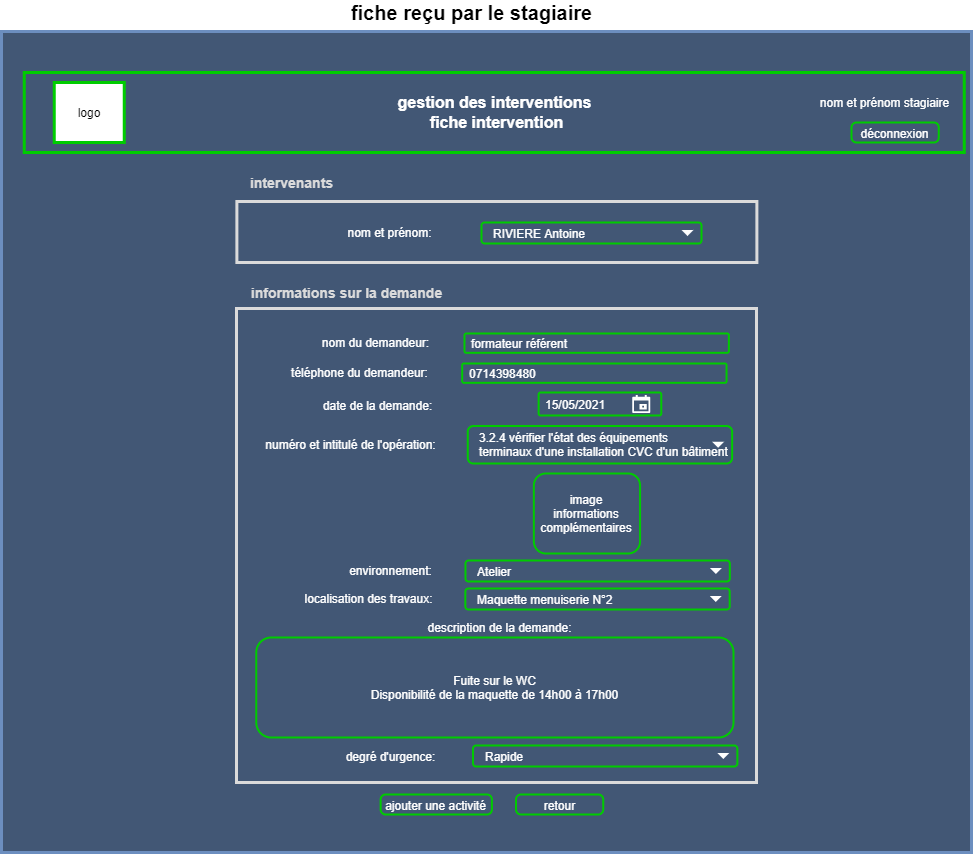 fiche reçu par le stagiaire
logo
gestion des interventions
fiche intervention
nom et prénom stagiaire
déconnexion
intervenants
nom et prénom:
RIVIERE Antoine
informations sur la demande
nom du demandeur:
formateur référent
téléphone du demandeur:
0714398480
date de la demande:
15/05/2021
numéro et intitulé de l'opération:
3.2.4 vérifier l'état des équipements
terminaux d'une installation CVC d'un bâtiment
image
informations
complémentaires
environnement:
Atelier
localisation des travaux:
Maquette menuiserie N°2
description de la demande:
Fuite sur le WC
Disponibilité de la maquette de 14h00 à 17h00
degré d'urgence:
Rapide
ajouter une activité
retour